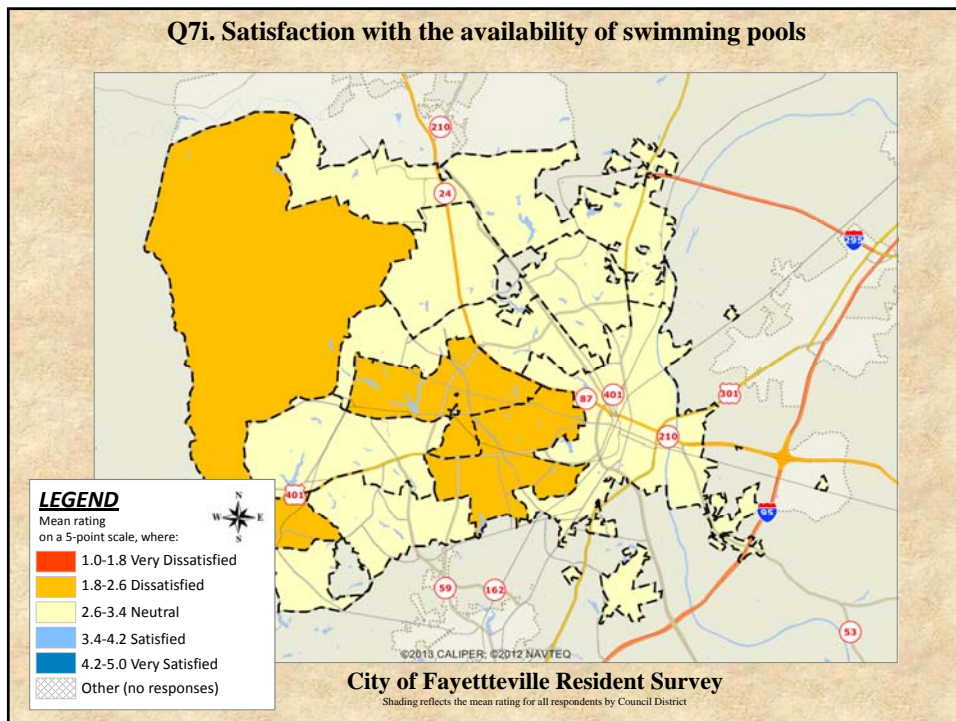 Q7i. Satisfaction with the availability of swimming pools
210
24
295
301
87
401
210
401
95
59
162
53
©2013 CALIPER; ©2012 NAVTEQ
LEGEND
Mean rating
on a 5-point scale, where:
N
W E
S
1.0-1.8 Very Dissatisfied
1.8-2.6 Dissatisfied
2.6-3.4 Neutral
3.4-4.2 Satisfied
4.2-5.0 Very Satisfied
Other (no responses)
City of Fayettteville Resident Survey
Shading reflects the mean rating for all respondents by Council District